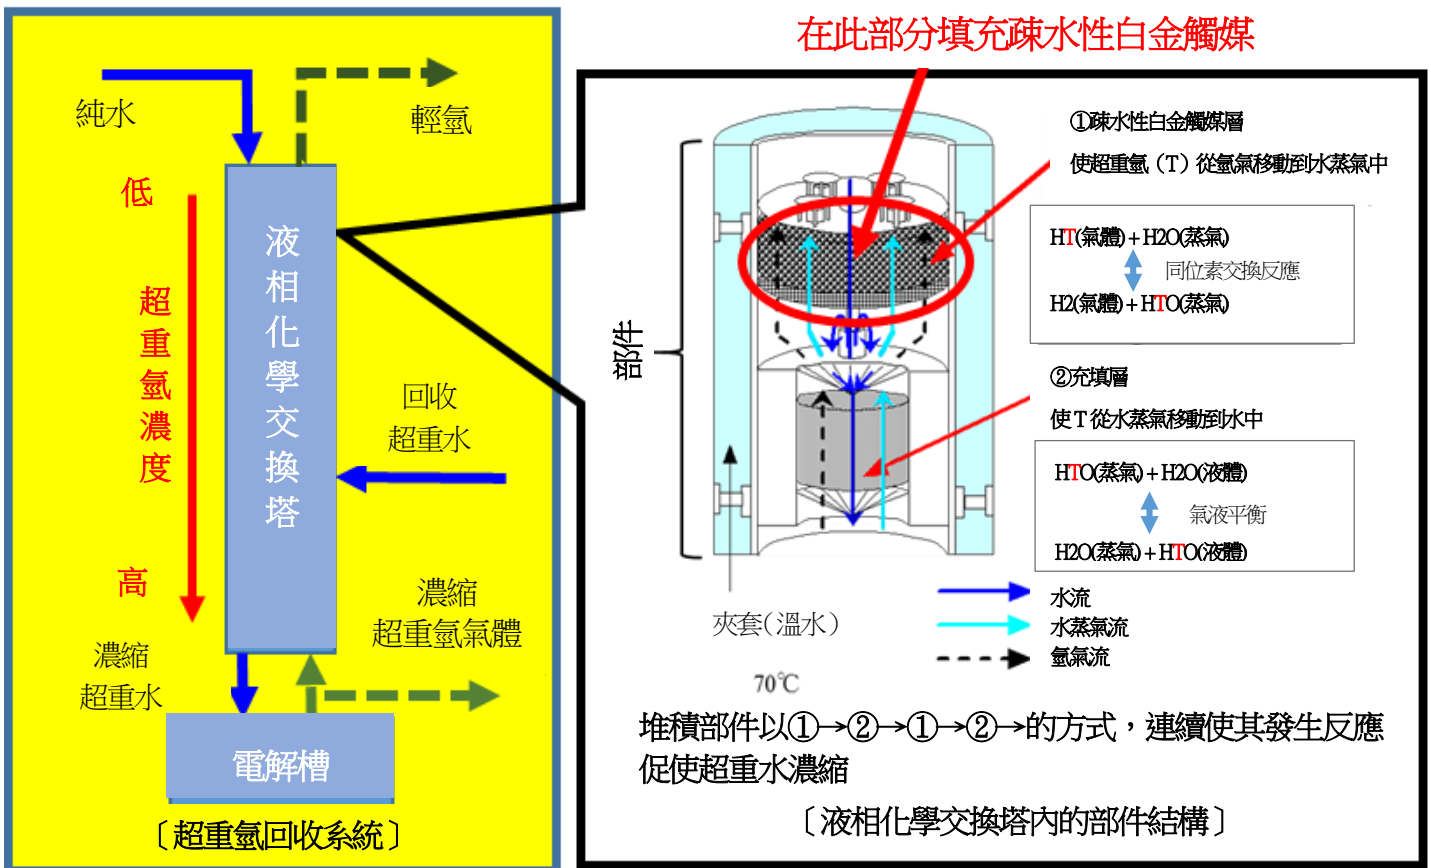 純水
輕氫
低
超重氫濃度
高
液相化學交換塔
回收
超重水
濃縮
超重氫氣體
濃縮
超重水
電解槽
〔超重氫回收系統〕
在此部分填充疎水性白金觸媒
部件
①疎水性白金觸媒層
使超重氫（T）從氫氣移動到水蒸氣中
HT(氣體)+H2O(蒸氣)
同位素交換反應
H2(氣體)+HTO(蒸氣)
②充填層
使T從水蒸氣移動到水中
HTO(蒸氣)+H2O(液體)
氣液平衡
H2O(蒸氣)+HTO(液體)
夾套(溫水)
70℃
水流
水蒸氣流
氫氣流
堆積部件以①→②→①→②→的方式，連續使其發生反應
促使超重水濃縮
〔液相化學交換塔內的部件結構〕